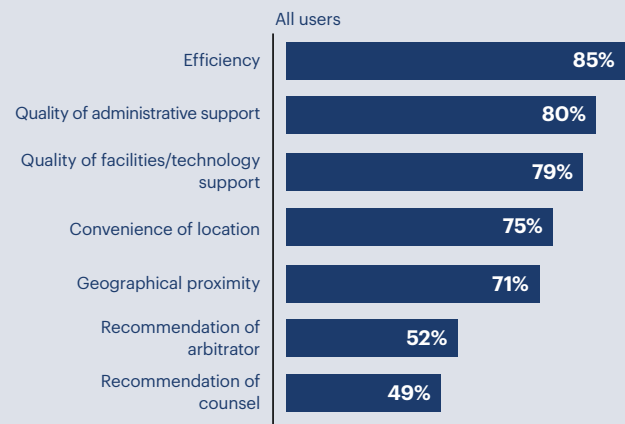 All users
Efficiency
85%
Quality of administrative support
80%
Quality of facilities/technology
support
79%
Convenience of location
75%
Geographical proximity
71%
Recommendation of
arbitrator
52%
Recommendation of
counsel
49%